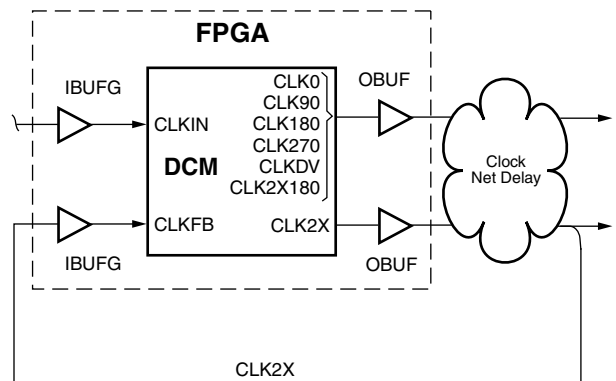 FPGA
IBUFG
OBUF
CLK0
CLK90
CLKIN
CLK180
CLK270
DCM
CLKDV
CLK2X180
Clock
Net Delay
CLKFB
CLK2X
IBUFG
OBUF
CLK2X